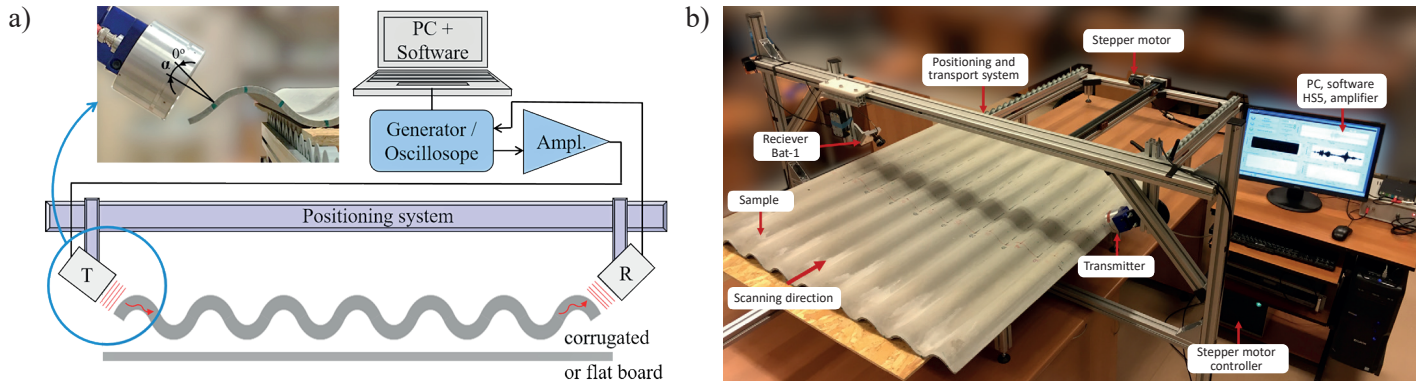 a)
0°
α
PC +
Software
Generator /
Oscillosope
Ampl.
Positioning system
T
R
corrugated
or flat board
b)
Stepper motor
Positioning and
transport system
PC, software
HS5, amplifier
Reciever
Bat-1
Sample
Transmitter
Scanning direction
Stepper motor
controller